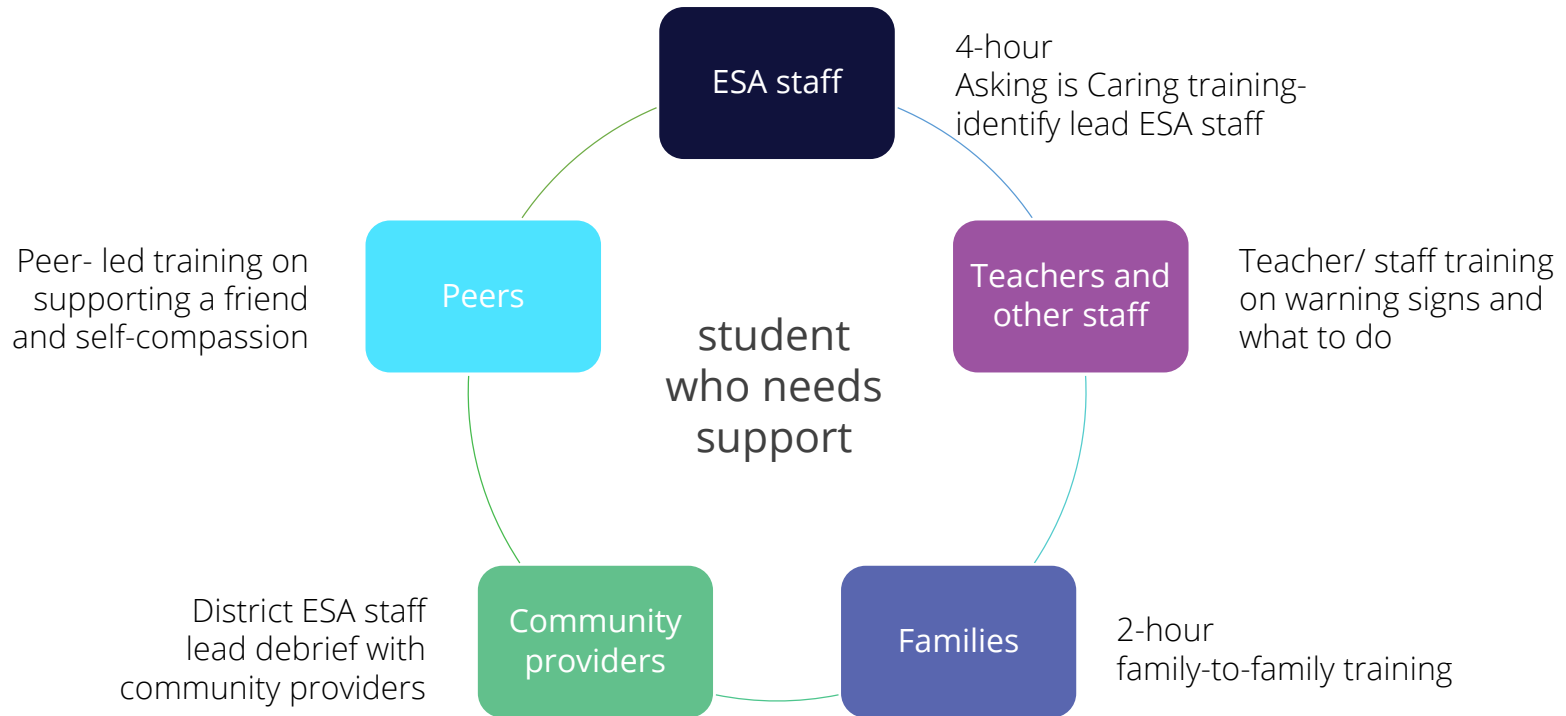 ESA staff
4-hour
Asking is Caring training-
identify lead ESA staff
Peers
Peer- led training on
supporting a friend
and self-compassion
Teachers and
other staff
Teacher/ staff training
on warning signs and
what to do
student
who needs
support
Community
providers
District ESA staff
lead debrief with
community providers
Families
2-hour
family-to-family training